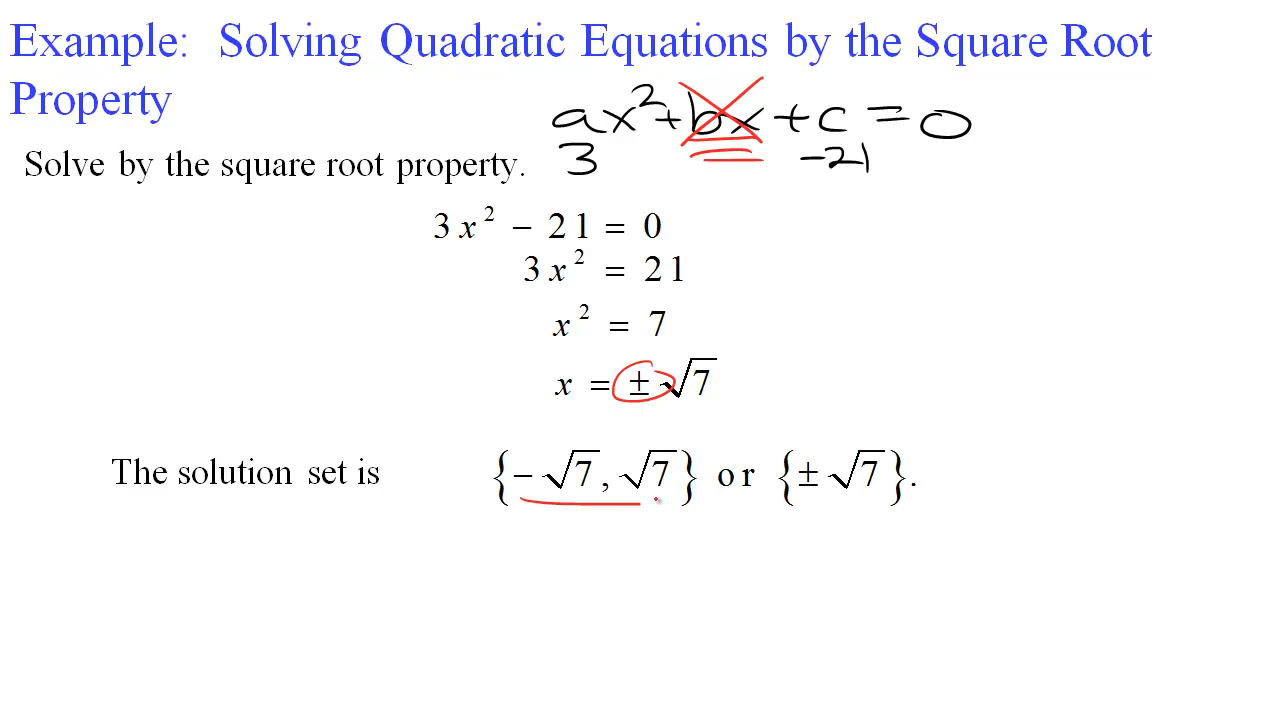 Example: Solving Quadratic Equations by the Square Root
Property
ax² + bx + c = 0
3 -21
Solve by the square root property.
3x² − 21 = 0
3x² = 21
x² = 7
x = ±√7
The solution set is {−√7, √7} or {±√7}.